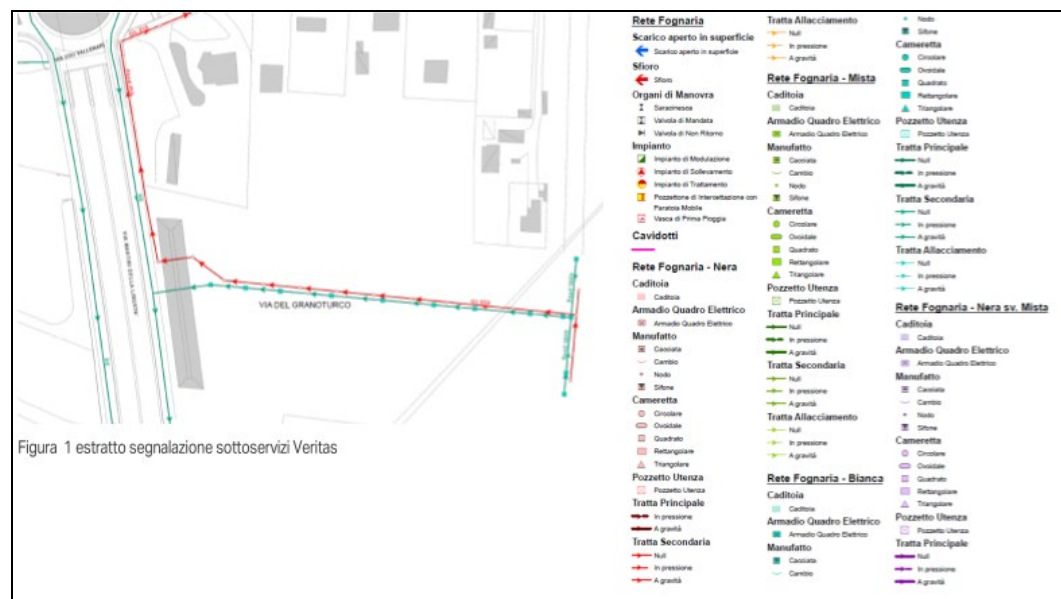 VIA DEL GRANOTURCO
Figura 1 estratto segnalazione sottoservizi Veritas
Rete Fognaria
Scarico aperto in superficie
Scarico aperto in superficie
Sfioro
Sfioro
Organi di Manovra
Saracinesca
Valvola di Mandata
Valvola di Non Ritorno
Impianto
Impianto di Modulazione
Impianto di Sollevamento
Impianto di Trattamento
Pozzettone di Intercettazione con
Paratoia Mobile
Vasca di Prima Pioggia
Cavidotti
Rete Fognaria - Nera
Caditoia
Caditoia
Armadio Quadro Elettrico
Armadio Quadro Elettrico
Manufatto
Cacciata
Cambio
Nodo
Sifone
Cameretta
Circolare
Ovoidale
Quadrato
Rettangolare
Triangolare
Pozzetto Utenza
Pozzetto Utenza
Tratta Principale
In pressione
A gravità
Tratta Secondaria
Null
In pressione
A gravità
Tratta Allacciamento
Null
In pressione
A gravità
Rete Fognaria - Mista
Caditoia
Caditoia
Armadio Quadro Elettrico
Armadio Quadro Elettrico
Manufatto
Cacciata
Cambio
Nodo
Sifone
Cameretta
Circolare
Ovoidale
Quadrato
Rettangolare
Triangolare
Pozzetto Utenza
Pozzetto Utenza
Tratta Principale
Null
In pressione
A gravità
Tratta Secondaria
Null
In pressione
A gravità
Tratta Allacciamento
Null
In pressione
A gravità
Rete Fognaria - Bianca
Caditoia
Caditoia
Armadio Quadro Elettrico
Armadio Quadro Elettrico
Manufatto
Cacciata
Cambio
Nodo
Sifone
Cameretta
Circolare
Ovoidale
Quadrato
Rettangolare
Triangolare
Pozzetto Utenza
Pozzetto Utenza
Tratta Principale
Null
In pressione
A gravità
Tratta Secondaria
Null
In pressione
A gravità
Tratta Allacciamento
Null
In pressione
A gravità
Rete Fognaria - Nera sv. Mista
Caditoia
Caditoia
Armadio Quadro Elettrico
Armadio Quadro Elettrico
Manufatto
Cacciata
Cambio
Nodo
Sifone
Cameretta
Circolare
Ovoidale
Quadrato
Rettangolare
Triangolare
Pozzetto Utenza
Pozzetto Utenza
Tratta Principale
Null
In pressione
A gravità